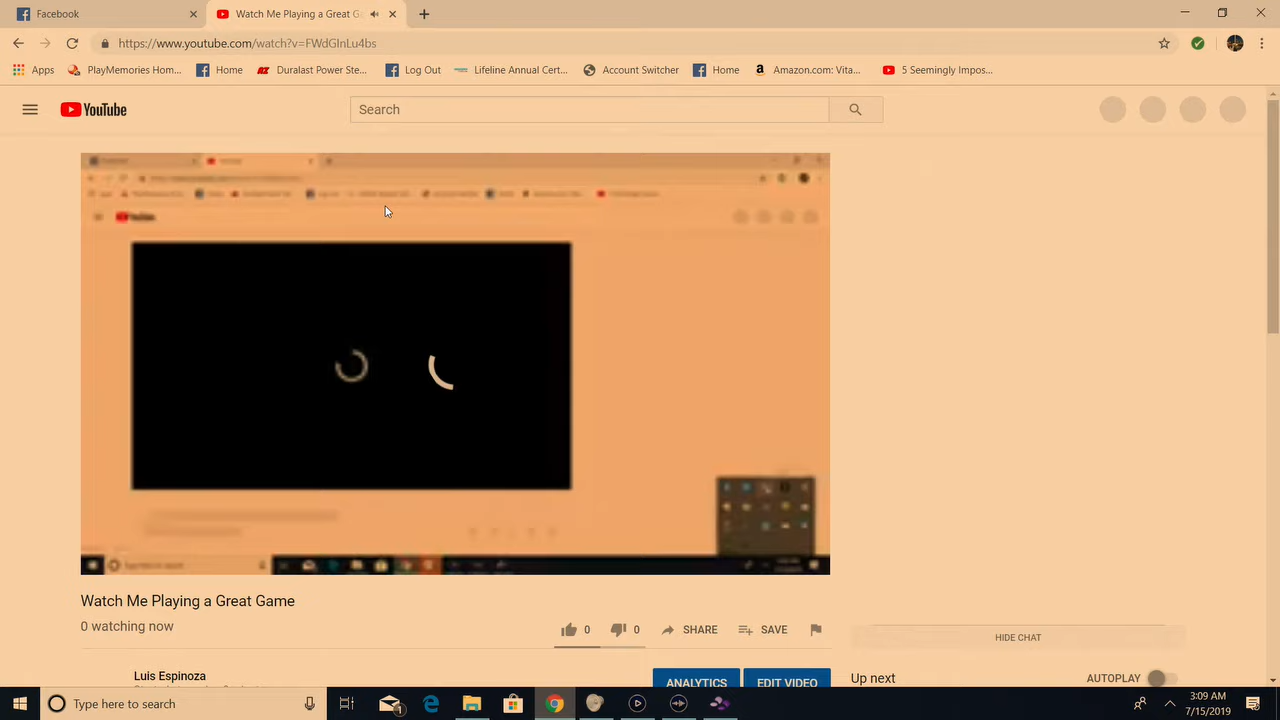 Facebook
Watch Me Playing a Great G
https://www.youtube.com/watch?v=FWdGInLu4bs
Apps
PlayMemories Hom...
Home
Duralast Power Ste...
Log Out
Lifeline Annual Cert...
Account Switcher
Home
Amazon.com: Vita...
5 Seemingly Impos...
YouTube
Search
Watch Me Playing a Great Game
0 watching now
0
0
SHARE
SAVE
HIDE CHAT
Luis Espinoza
ANALYTICS
EDIT VIDEO
Up next
AUTOPLAY
Type here to search
1
3:09 AM
7/15/2019